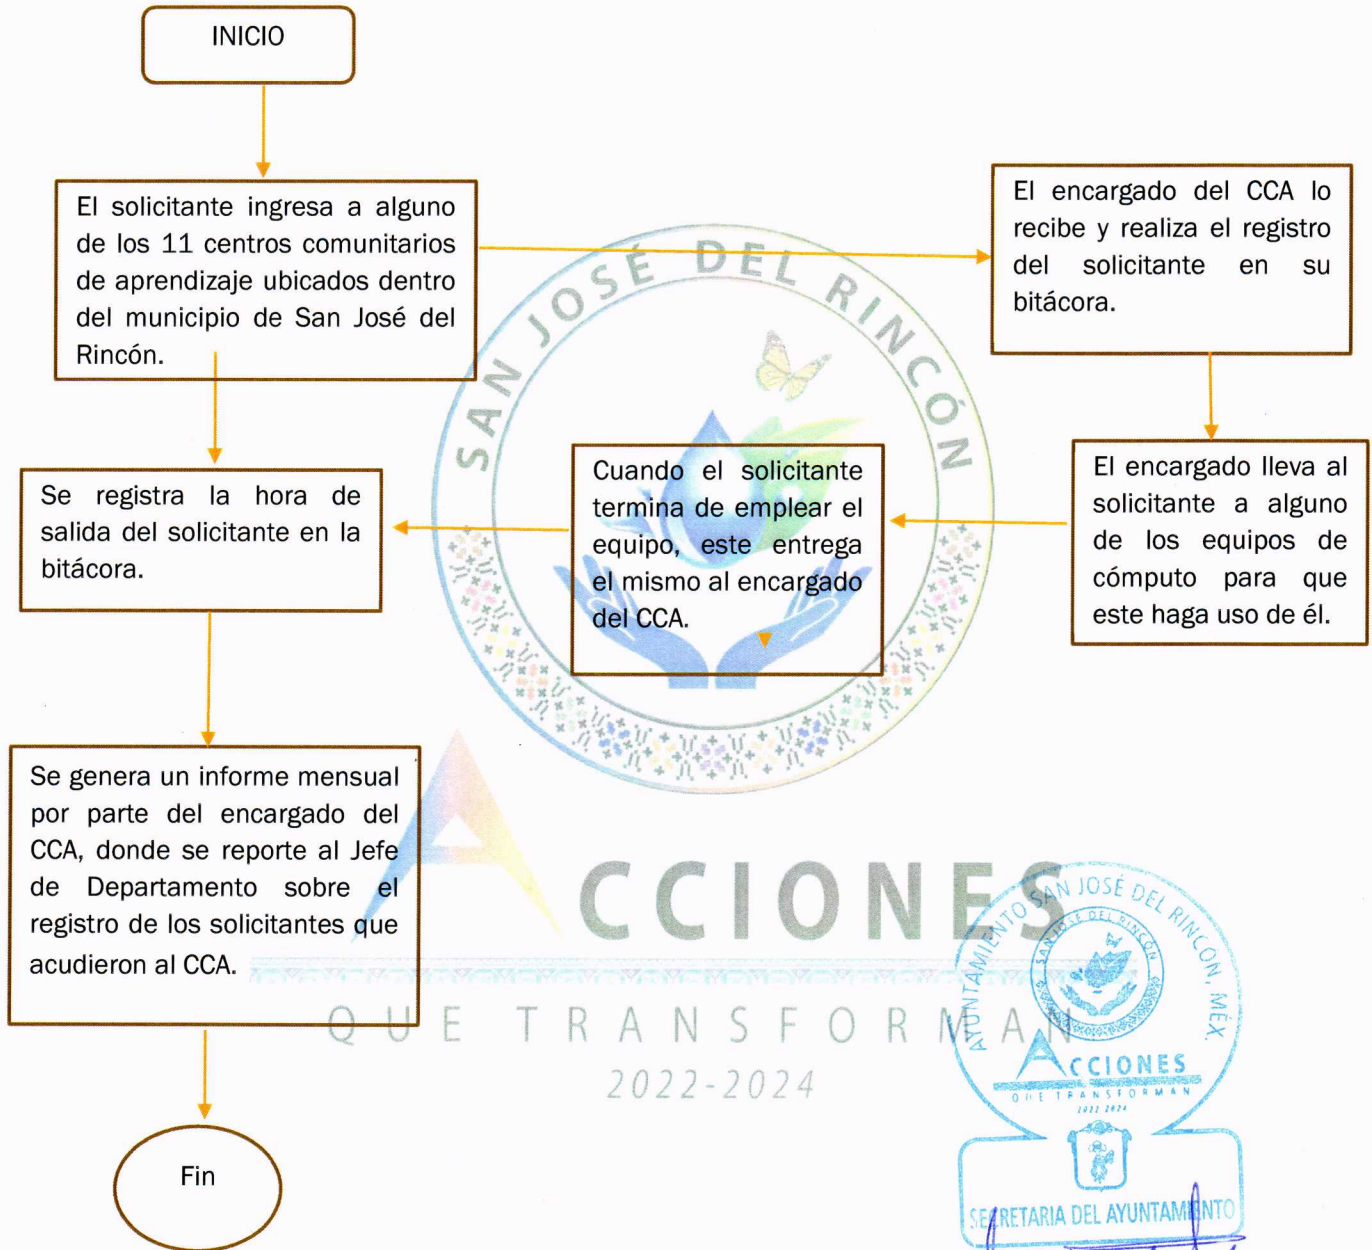 INICIO
El solicitante ingresa a alguno
de los 11 centros comunitarios
de aprendizaje ubicados dentro
del municipio de San José del
Rincón.
El encargado del CCA lo
recibe y realiza el registro
del solicitante en su
bitácora.
El encargado lleva al
solicitante a alguno
de los equipos de
cómputo para que
este haga uso de él.
Cuando el solicitante
termina de emplear el
equipo, este entrega
el mismo al encargado
del CCA.
Se registra la hora de
salida del solicitante en la
bitácora.
Se genera un informe mensual
por parte del encargado del
CCA, donde se reporte al Jefe
de Departamento sobre el
registro de los solicitantes que
acudieron al CCA.
Fin
SAN JOSÉ DEL RINCÓN
ACCIONES
QUE TRANSFORMAN
2022-2024
AYUNTAMIENTO SAN JOSÉ DEL RINCÓN, MÉX.
SAN JOSÉ DEL RINCÓN
ACCIONES
QUE TRANSFORMAN
2022-2024
SECRETARIA DEL AYUNTAMIENTO